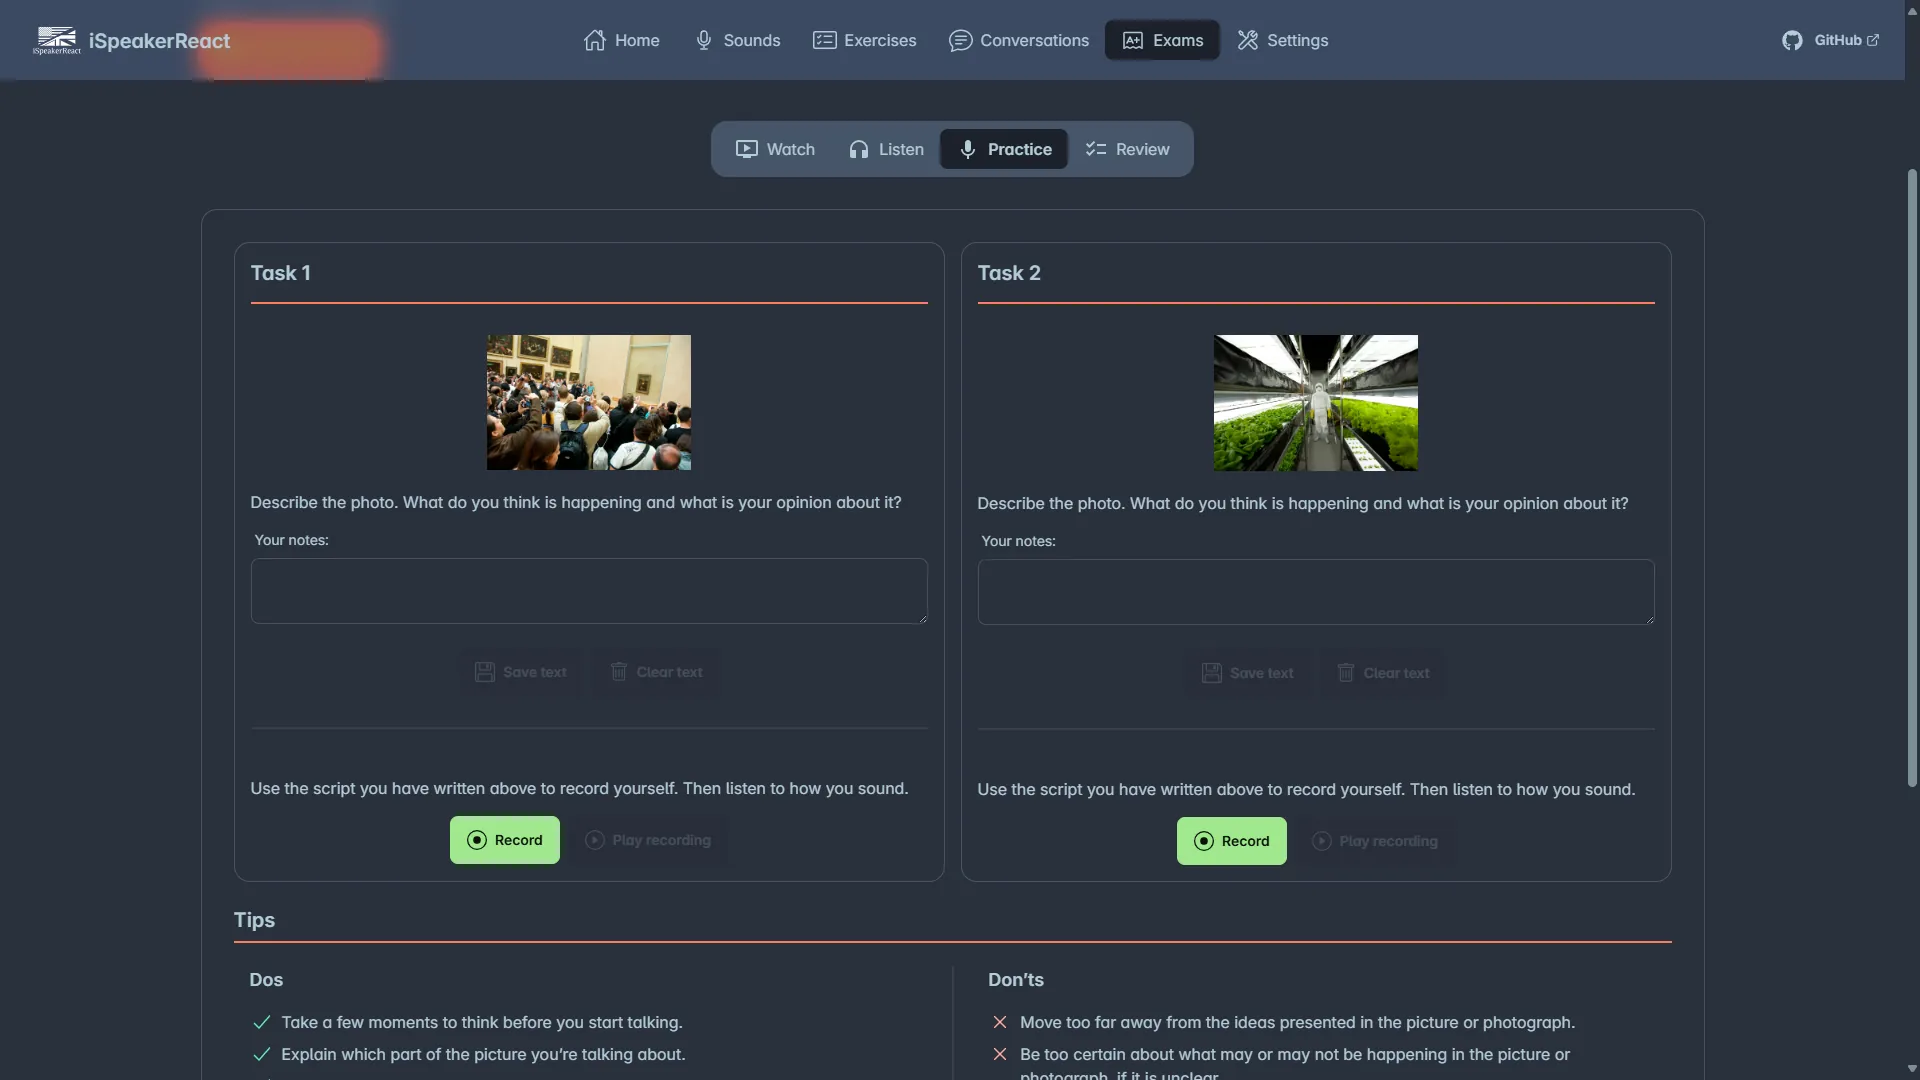 iSpeakerReact
iSpeakerReact
Home
Sounds
Exercises
Conversations
A+
Exams
Settings
GitHub
Watch
Listen
Practice
Review
Task 1
Describe the photo. What do you think is happening and what is your opinion about it?
Your notes:
Save text
Clear text
Use the script you have written above to record yourself. Then listen to how you sound.
Record
Play recording
Task 2
Describe the photo. What do you think is happening and what is your opinion about it?
Your notes:
Save text
Clear text
Use the script you have written above to record yourself. Then listen to how you sound.
Record
Play recording
Tips
Dos
Take a few moments to think before you start talking.
Explain which part of the picture you’re talking about.
Don’ts
Move too far away from the ideas presented in the picture or photograph.
Be too certain about what may or may not be happening in the picture or
photograph, if it is unclear.